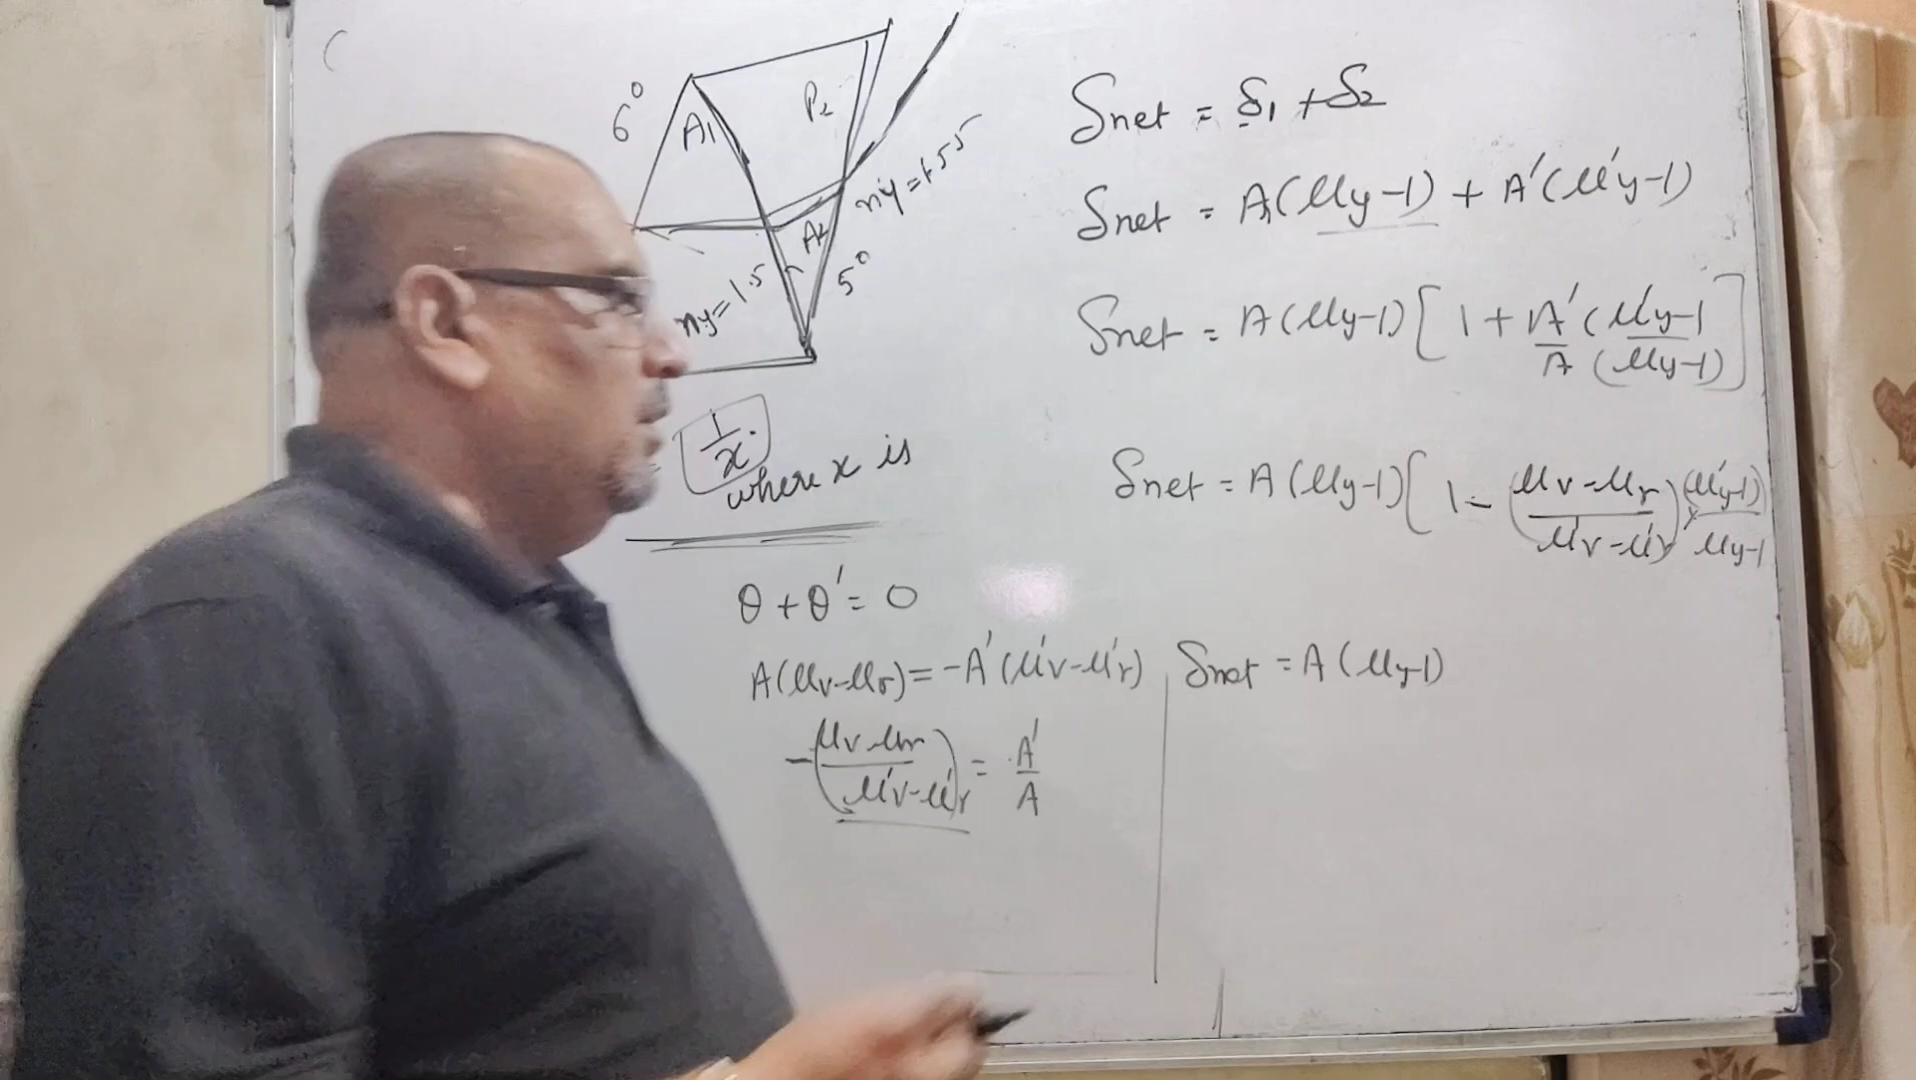 6°
A1
P2
n'y=1.55
A2
5°
ny=1.5
= 1/x.
where x is
θ + θ' = 0
A(μv-μr) = -A'(μ'v-μ'r)
-(μv-μr / μ'v-μ'r) = A'/A
δnet = δ1 + δ2
δnet = A(μy-1) + A'(μ'y-1)
δnet = A(μy-1)[1 + A'(μ'y-1 / A(μy-1)]
δnet = A(μy-1)[1 - (μv-μr / μ'v-μ'r) × (μ'y-1) / μy-1
δnet = A(μy-1)